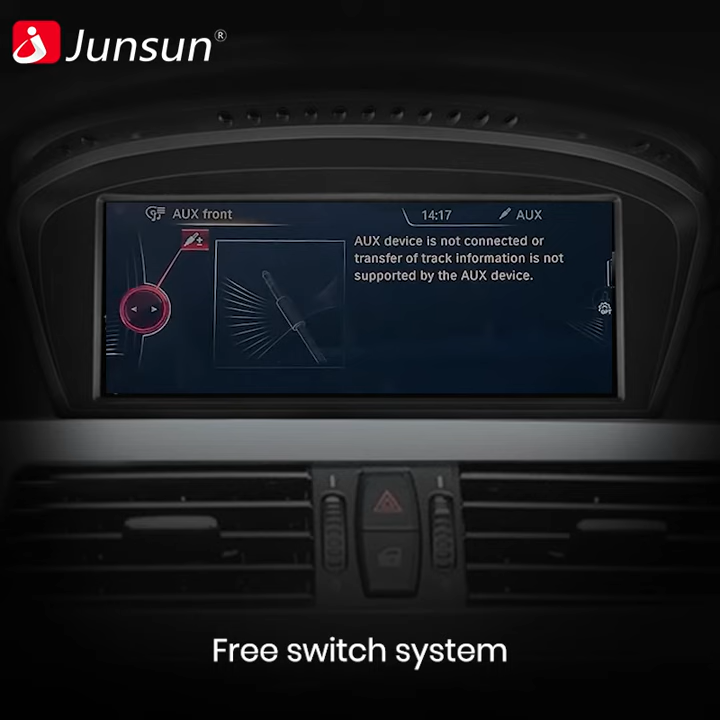 Junsun®
AUX front
14:17
AUX
AUX device is not connected or
transfer of track information is not
supported by the AUX device.
Free switch system